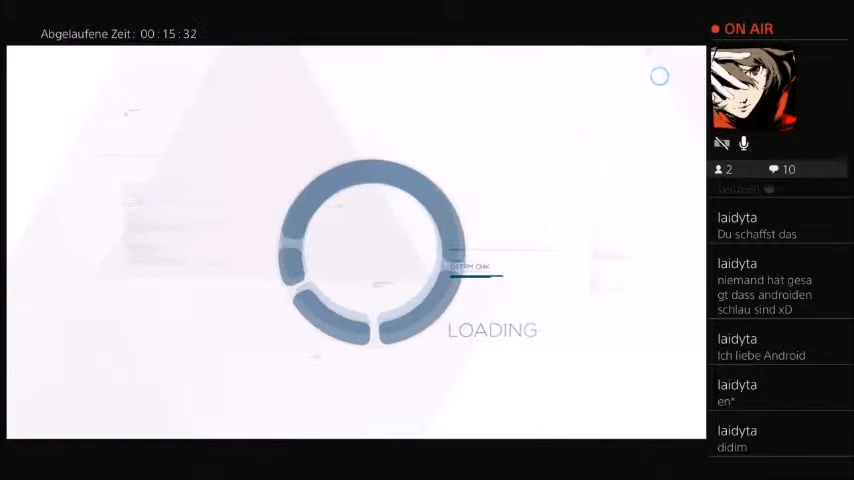 Abgelaufene Zeit: 00:15:32
ON AIR
2 10
laidyta
Du schaffst das
laidyta
niemand hat gesa
gt dass androiden
schlau sind xD
laidyta
Ich liebe Android
laidyta
en*
laidyta
didim
LOADING